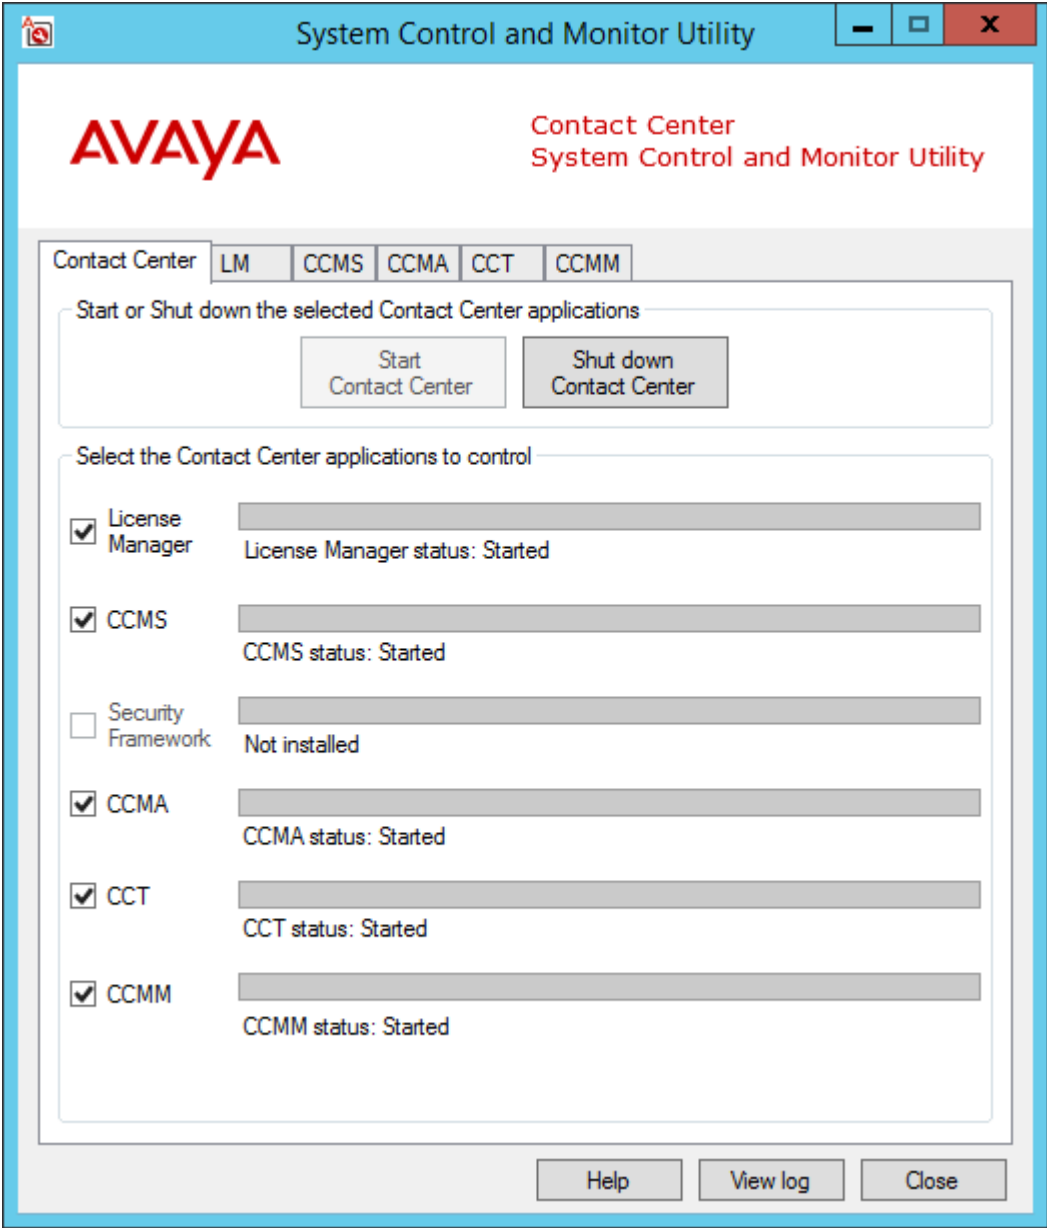 System Control and Monitor Utility
AVAYA
Contact Center
System Control and Monitor Utility
Contact Center LM CCMS CCMA CCT CCMM
Start or Shut down the selected Contact Center applications
Start
Contact Center
Shut down
Contact Center
Select the Contact Center applications to control
License
Manager
License Manager status: Started
CCMS
CCMS status: Started
Security
Framework
Not installed
CCMA
CCMA status: Started
CCT
CCT status: Started
CCMM
CCMM status: Started
Help View log Close